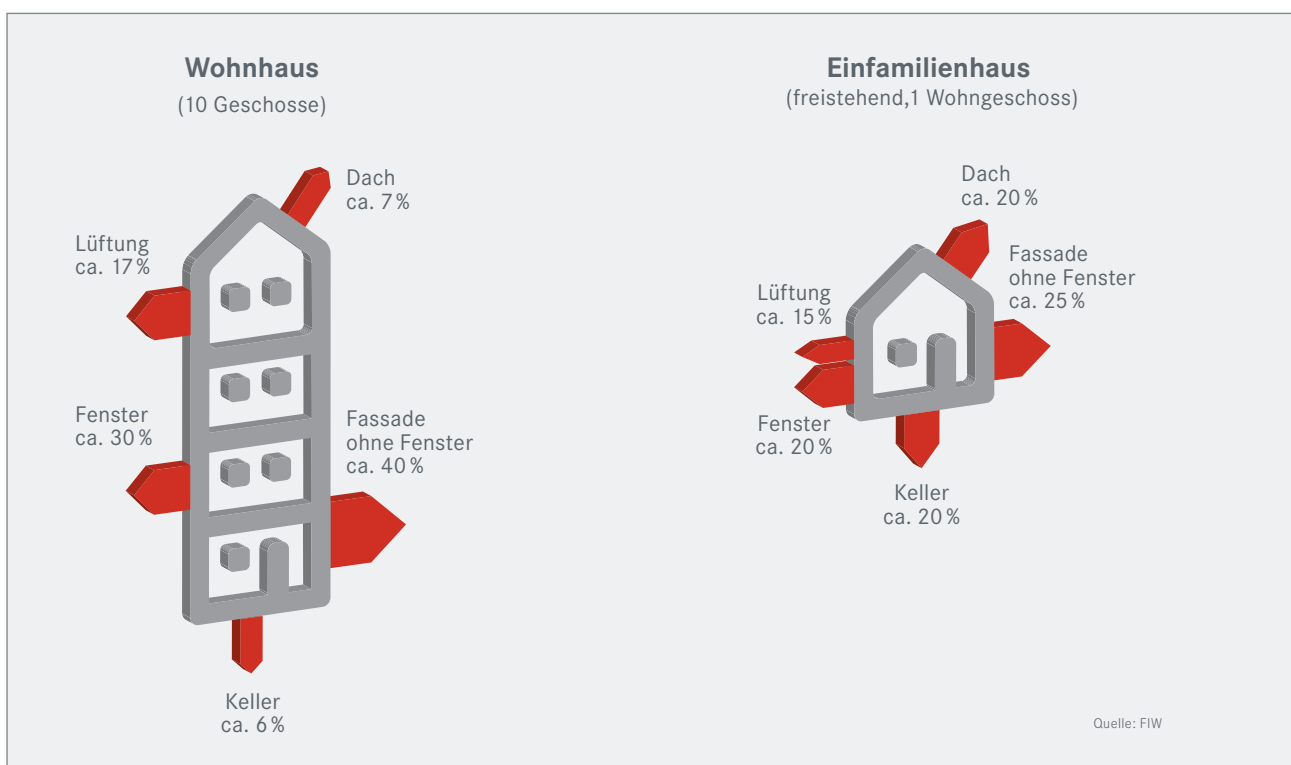 Wohnhaus
(10 Geschosse)
Dach
ca. 7 %
Lüftung
ca. 17 %
Fenster
ca. 30 %
Fassade
ohne Fenster
ca. 40 %
Keller
ca. 6 %
Einfamilienhaus
(freistehend,1 Wohngeschoss)
Dach
ca. 20 %
Fassade
ohne Fenster
ca. 25 %
Lüftung
ca. 15 %
Fenster
ca. 20 %
Keller
ca. 20 %
Quelle: FIW